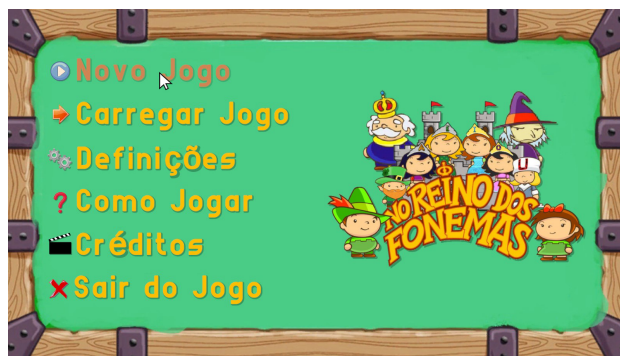 Novo Jogo
Carregar Jogo
Definições
Como Jogar
Créditos
Sair do Jogo
U
NO REINO DOS
FONEMAS